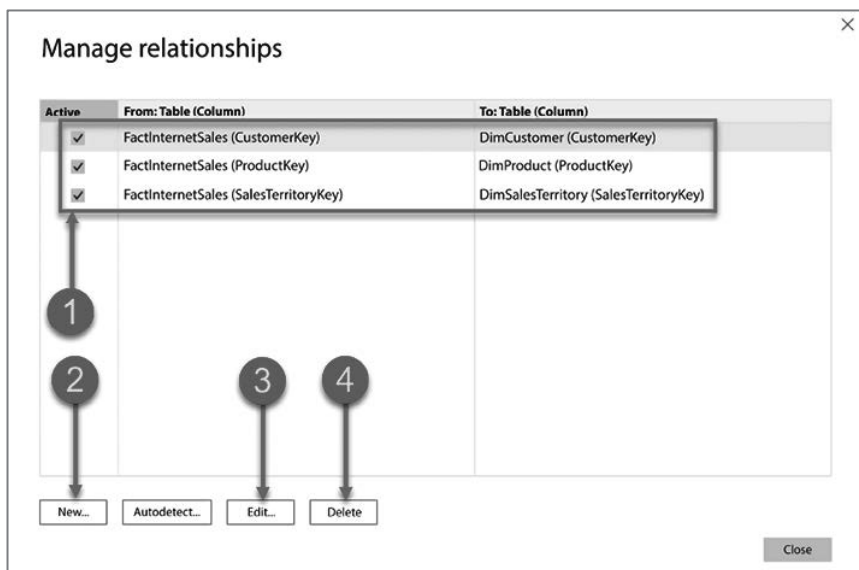 Manage relationships
Active From: Table (Column) To: Table (Column)
FactInternetSales (CustomerKey) DimCustomer (CustomerKey)
FactInternetSales (ProductKey) DimProduct (ProductKey)
FactInternetSales (SalesTerritoryKey) DimSalesTerritory (SalesTerritoryKey)
1
2 3 4
New... Autodetect... Edit... Delete
Close